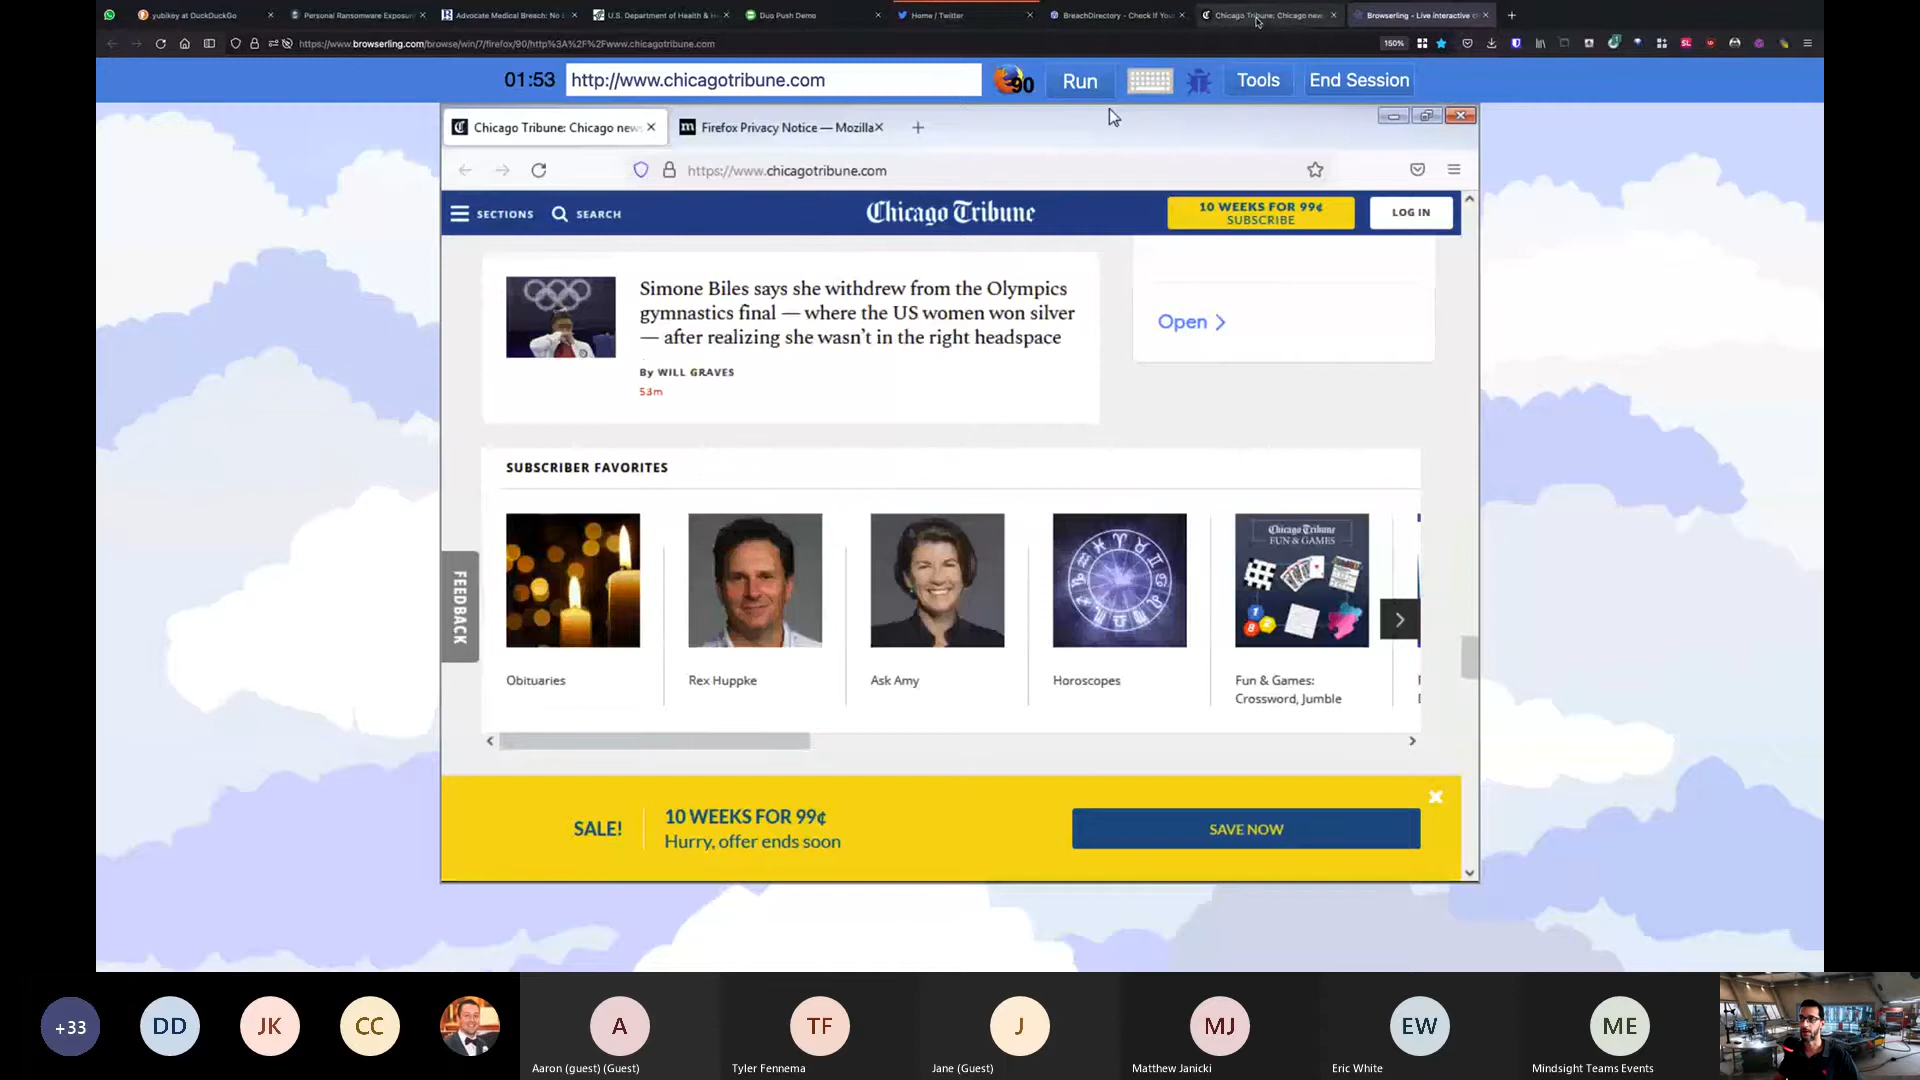 yubikey at DuckDuckGo
Personal Ransomware Exposur
Advocate Medical Breach: No
U.S. Department of Health &
Duo Push Demo
Home / Twitter
BreachDirectory - Check If You
Chicago Tribune: Chicago new
Browserling - Live interactive
https://www.browserling.com/browse/win/7/firefox/90/http%3A%2F%2Fwww.chicagotribune.com
150%
01:53
http://www.chicagotribune.com
90
Run
Tools
End Session
Chicago Tribune: Chicago news
Firefox Privacy Notice — Mozilla
https://www.chicagotribune.com
SECTIONS
SEARCH
Chicago Tribune
10 WEEKS FOR 99¢
SUBSCRIBE
LOG IN
Simone Biles says she withdrew from the Olympics
gymnastics final — where the US women won silver
— after realizing she wasn't in the right headspace
By WILL GRAVES
53m
Open
SUBSCRIBER FAVORITES
Chicago Tribune
FUN & GAMES
FEEDBACK
Obituaries
Rex Huppke
Ask Amy
Horoscopes
Fun & Games:
Crossword, Jumble
SALE!
10 WEEKS FOR 99¢
Hurry, offer ends soon
SAVE NOW
+33
DD
JK
CC
A
TF
J
MJ
EW
ME
Aaron (guest) (Guest)
Tyler Fennema
Jane (Guest)
Matthew Janicki
Eric White
Mindsight Teams Events